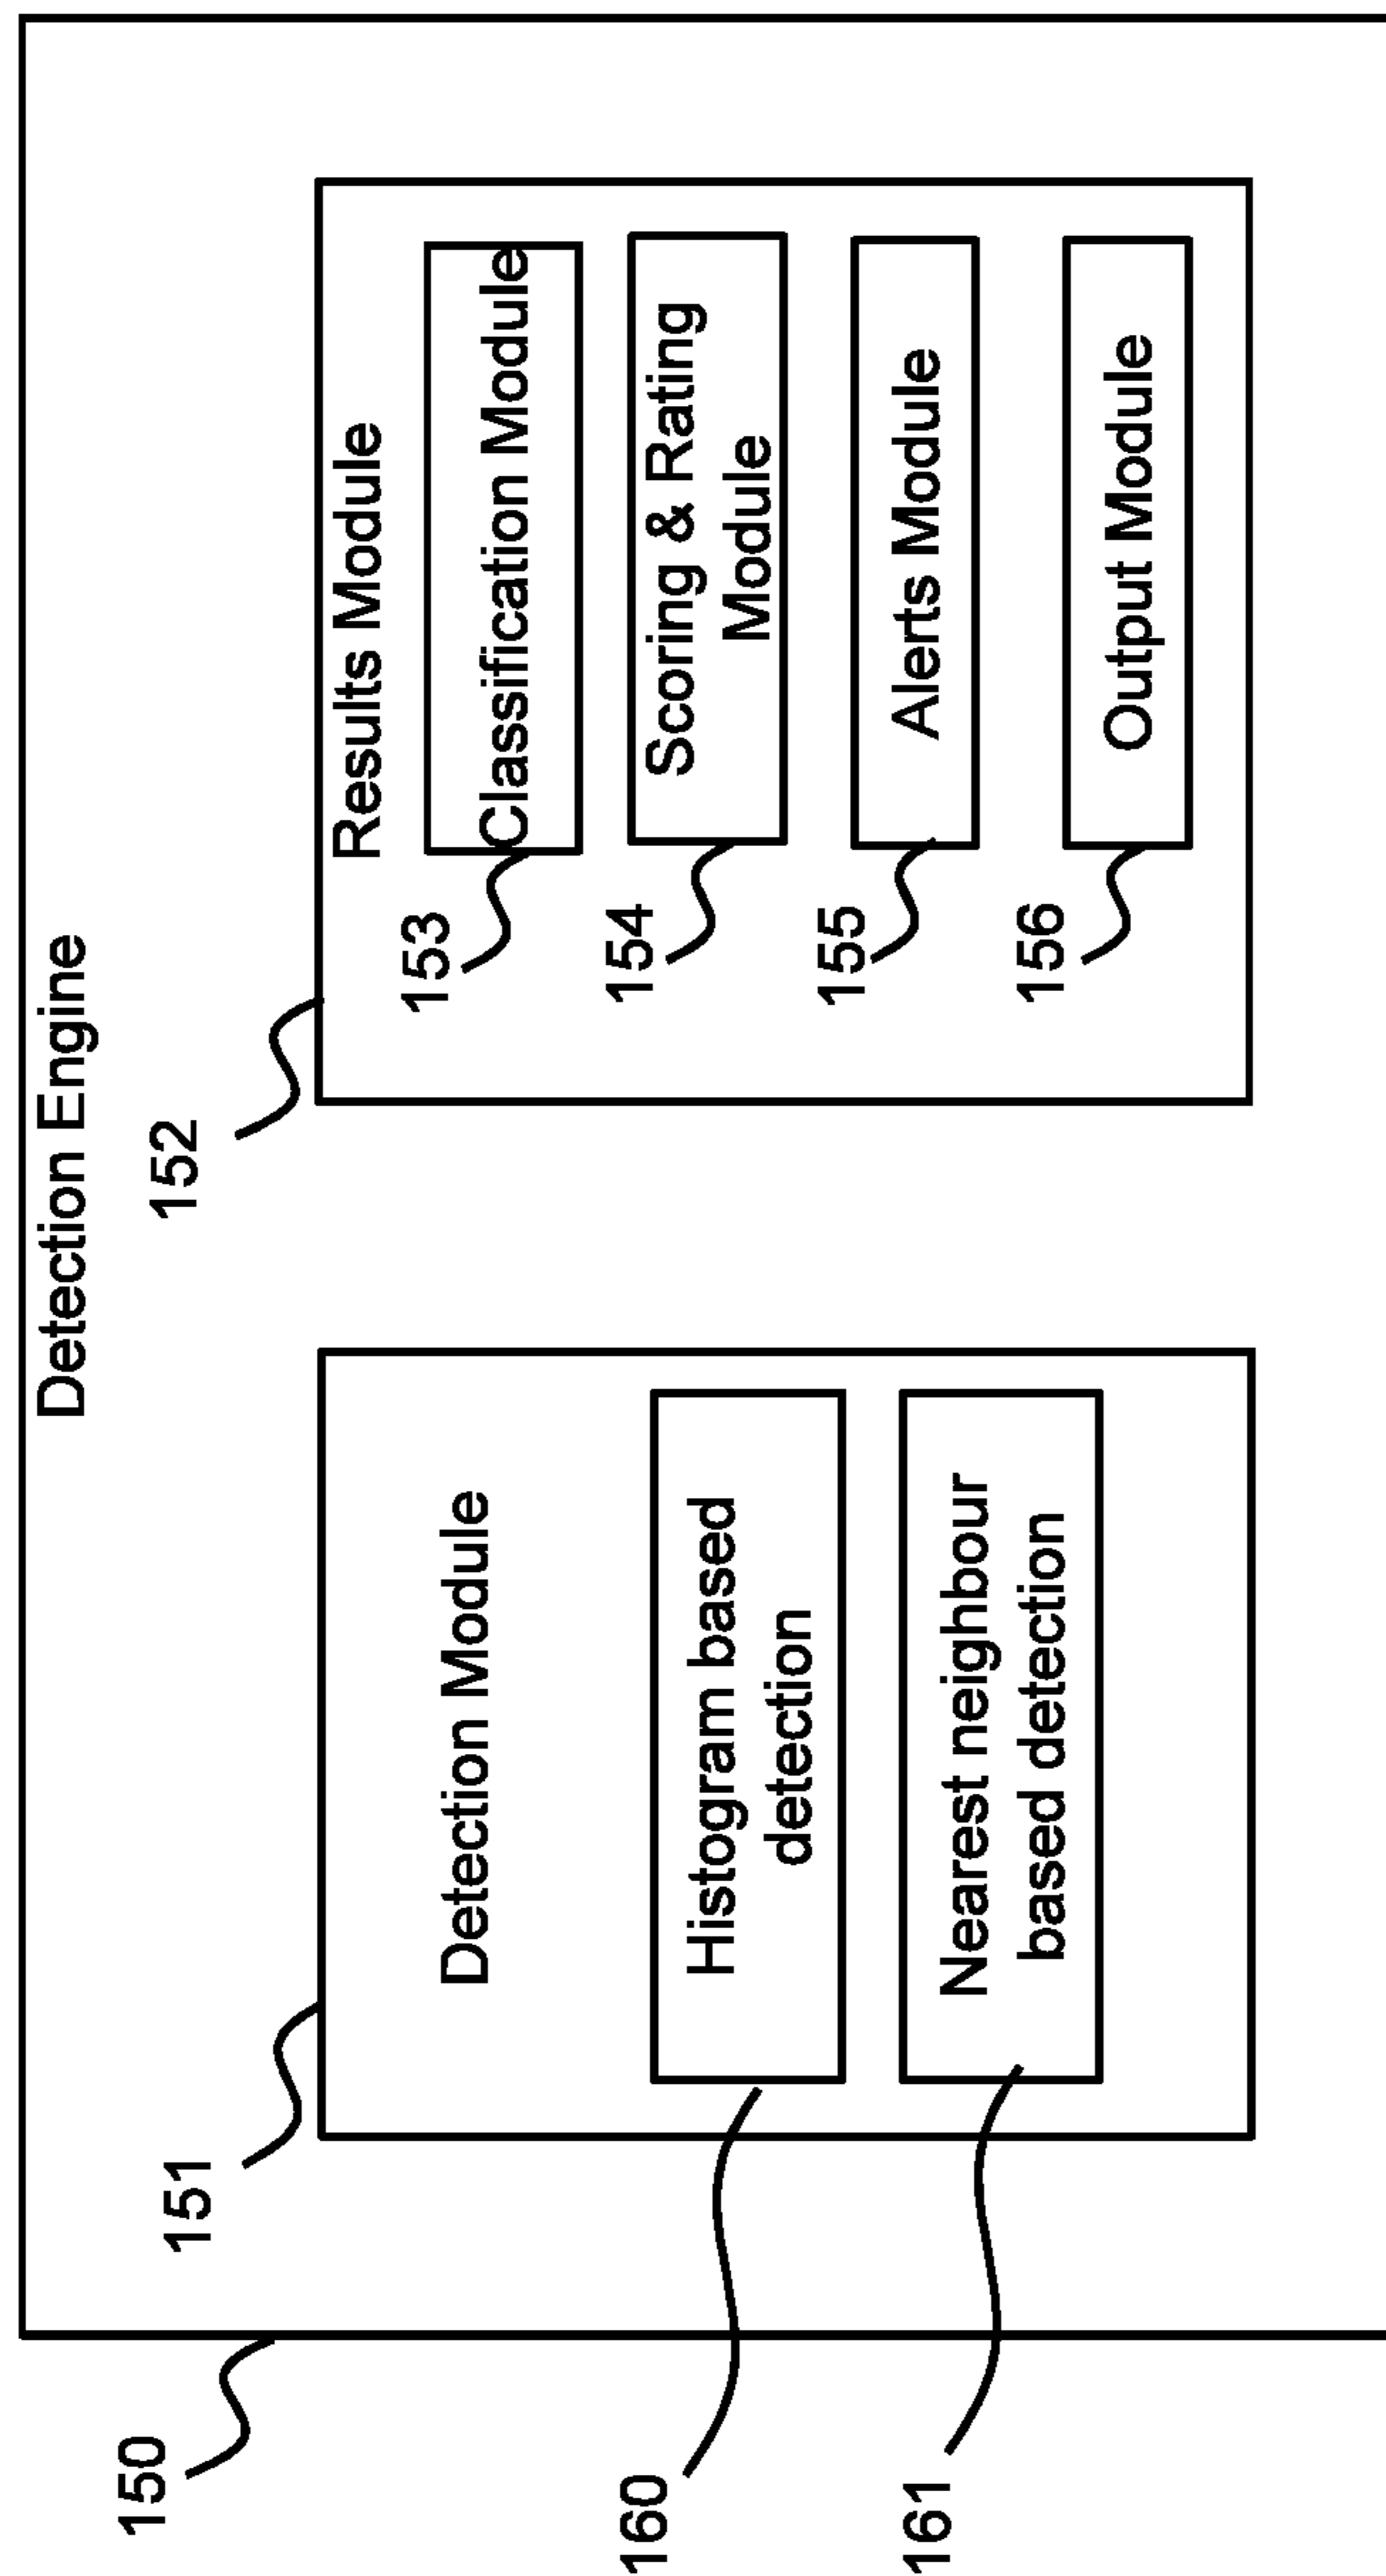 Detection Engine
150
151
Detection Module
160
Histogram based
detection
161
Nearest neighbour
based detection
152
Results Module
153
Classification Module
154
Scoring & Rating
Module
155
Alerts Module
156
Output Module